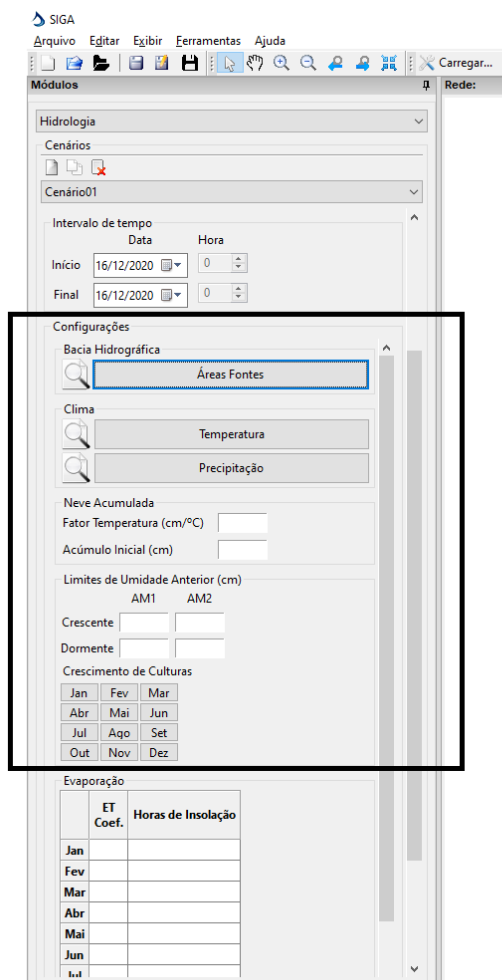 SIGA
Arquivo Editar Exibir Ferramentas Ajuda
Carregar...
Módulos
Rede:
Hidrologia
Cenários
Cenário01
Intervalo de tempo
Data Hora
Início 16/12/2020 0
Final 16/12/2020 0
Configurações
Bacia Hidrográfica
Áreas Fontes
Clima
Temperatura
Precipitação
Neve Acumulada
Fator Temperatura (cm/ºC)
Acúmulo Inicial (cm)
Limites de Umidade Anterior (cm)
AM1 AM2
Crescente
Dormente
Crescimento de Culturas
Jan Fev Mar
Abr Mai Jun
Jul Ago Set
Out Nov Dez
Evaporação
ET Horas de Insolação
Coef.
Jan
Fev
Mar
Abr
Mai
Jun
Jul